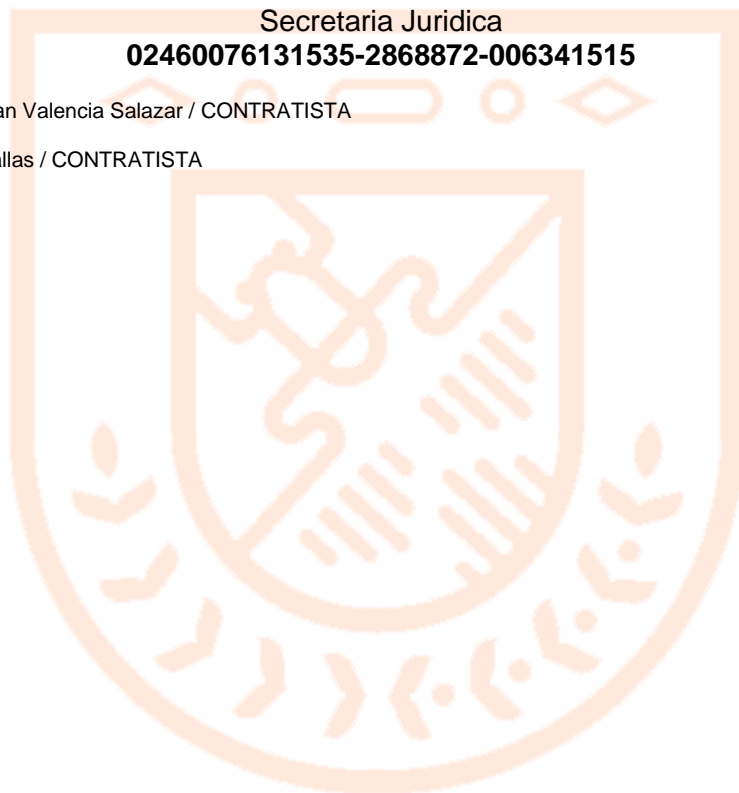 Secretaria Juridica
02460076131535-2868872-006341515
an Valencia Salazar / CONTRATISTA
allas / CONTRATISTA